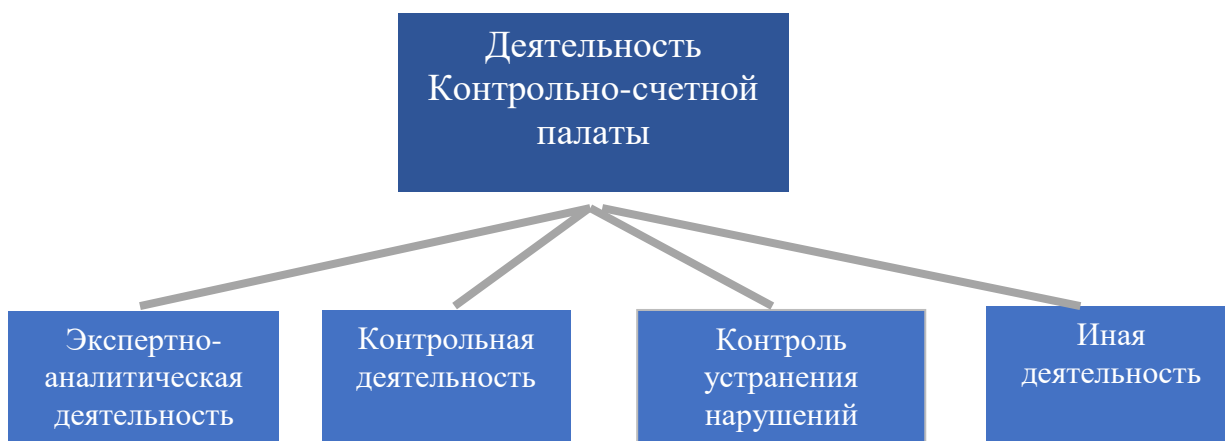 Деятельность
Контрольно-счетной
палаты
Экспертно-
аналитическая
деятельность
Контрольная
деятельность
Контроль
устранения
нарушений
Иная
деятельность